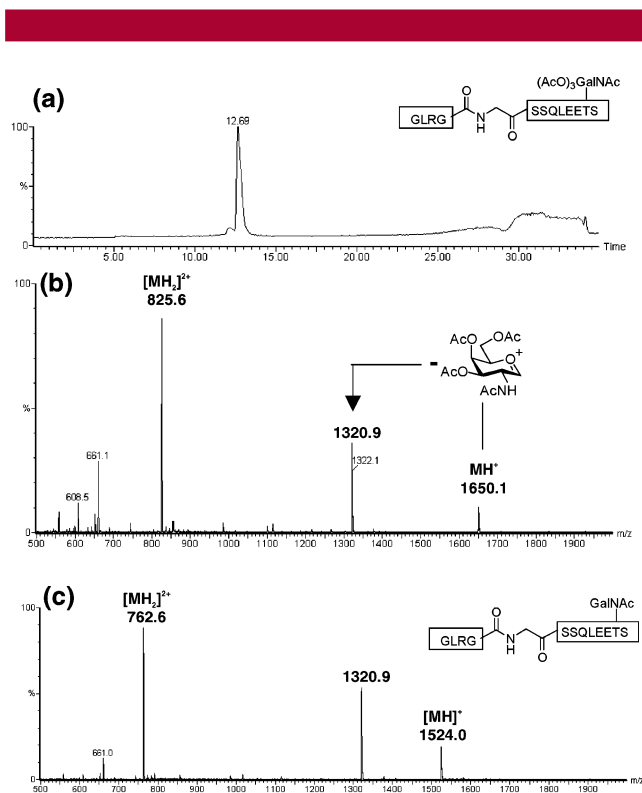 (a)
(AcO)₃GalNAc
O
GLRG
N
H
O
SSQLEETS
100
12.69
%
0
Time
5.00 10.00 15.00 20.00 25.00 30.00
(b)
[MH₂]²⁺
825.6
100
AcO
OAc
O
+
AcO
AcNH
-
1320.9
1322.1
%
661.1
608.5
MH⁺
1650.1
0
500 600 700 800 900 1000 1100 1200 1300 1400 1500 1600 1700 1800 1900
m/z
(c)
[MH₂]²⁺
762.6
100
GalNAc
O
GLRG
N
H
O
SSQLEETS
1320.9
%
[MH]⁺
1524.0
661.0
0
500 600 700 800 900 1000 1100 1200 1300 1400 1500 1600 1700 1800 1900
m/z